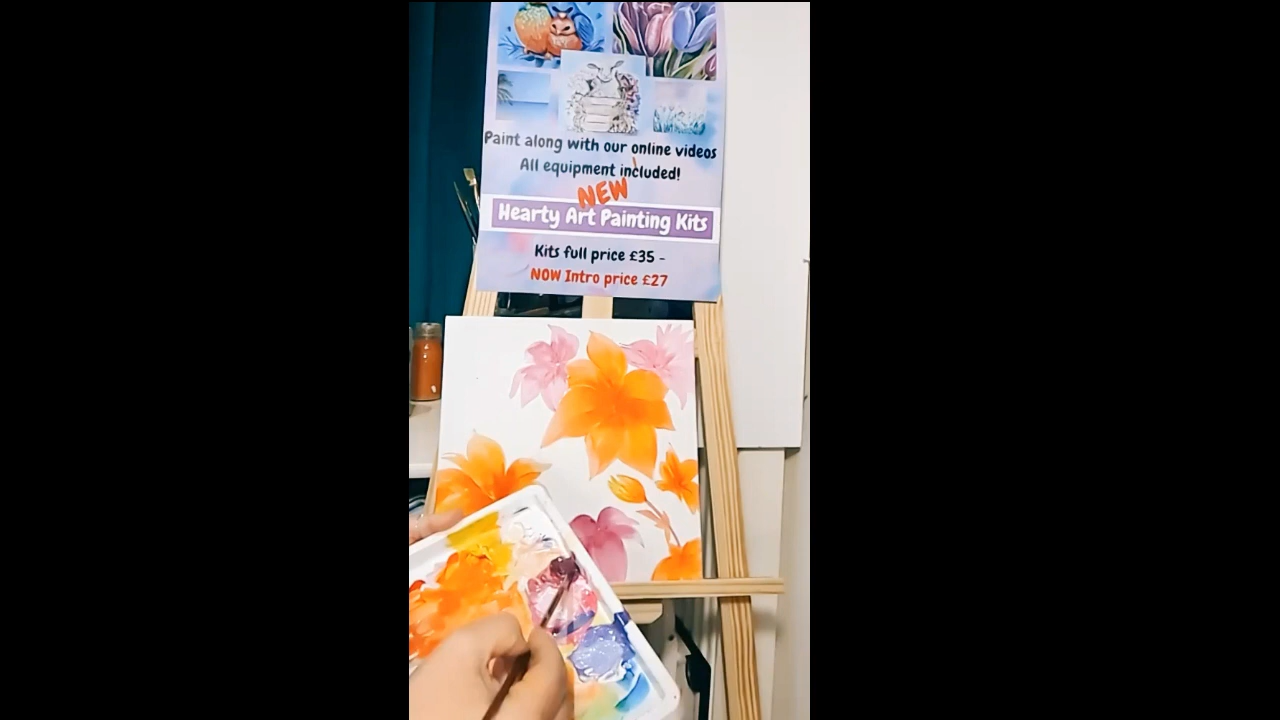 Paint along with our online videos
All equipment included!
NEW
Hearty Art Painting Kits
Kits full price £35 -
NOW Intro price £27